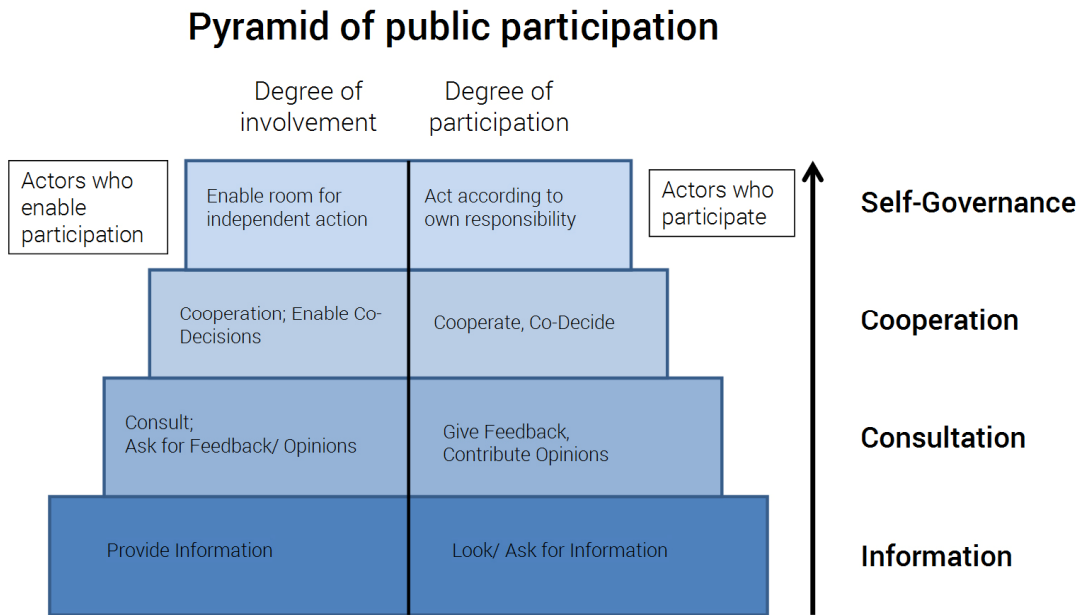 Pyramid of public participation
Degree of
involvement
Degree of
participation
Actors who
enable
participation
Enable room for
independent action
Act according to
own responsibility
Actors who
participate
Self-Governance
Cooperation; Enable Co-
Decisions
Cooperate, Co-Decide
Cooperation
Consult;
Ask for Feedback/ Opinions
Give Feedback,
Contribute Opinions
Consultation
Provide Information
Look/ Ask for Information
Information